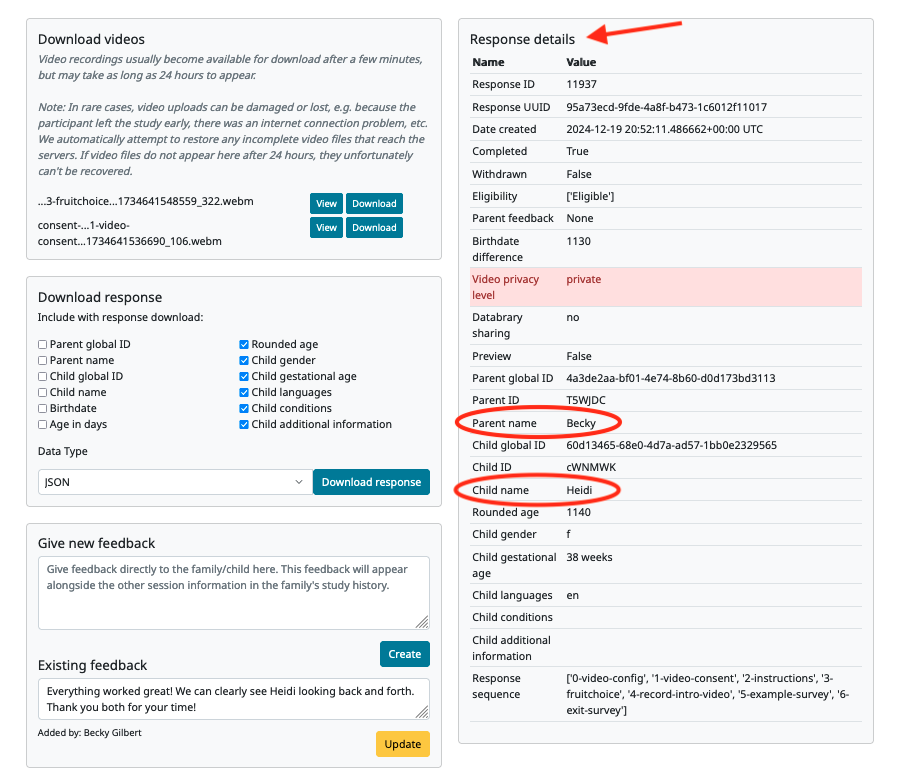 Download videos
Video recordings usually become available for download after a few minutes,
but may take as long as 24 hours to appear.
Note: In rare cases, video uploads can be damaged or lost, e.g. because the
participant left the study early, there was an internet connection problem, etc.
We automatically attempt to restore any incomplete video files that reach the
servers. If video files do not appear here after 24 hours, they unfortunately
can't be recovered.
...3-fruitchoice...1734641548559_322.webm View Download
consent-...1-video-
consent...1734641536690_106.webm View Download
Download response
Include with response download:
Parent global ID Rounded age
Parent name Child gender
Child global ID Child gestational age
Child name Child languages
Birthdate Child conditions
Age in days Child additional information
Data Type
JSON Download response
Give new feedback
Give feedback directly to the family/child here. This feedback will appear
alongside the other session information in the family's study history.
Create
Existing feedback
Everything worked great! We can clearly see Heidi looking back and forth.
Thank you both for your time!
Added by: Becky Gilbert
Update
Response details
Name Value
Response ID 11937
Response UUID 95a73ecd-9fde-4a8f-b473-1c6012f11017
Date created 2024-12-19 20:52:11.486662+00:00 UTC
Completed True
Withdrawn False
Eligibility ['Eligible']
Parent feedback None
Birthdate 1130
difference
Video privacy private
level
Databrary no
sharing
Preview False
Parent global ID 4a3de2aa-bf01-4e74-8b60-d0d173bd3113
Parent ID T5WJDC
Parent name Becky
Child global ID 60d13465-68e0-4d7a-ad57-1bb0e2329565
Child ID cWNMWK
Child name Heidi
Rounded age 1140
Child gender f
Child gestational 38 weeks
age
Child languages en
Child conditions
Child additional
information
Response ['0-video-config', '1-video-consent', '2-instructions', '3-
sequence fruitchoice', '4-record-intro-video', '5-example-survey', '6-
exit-survey']